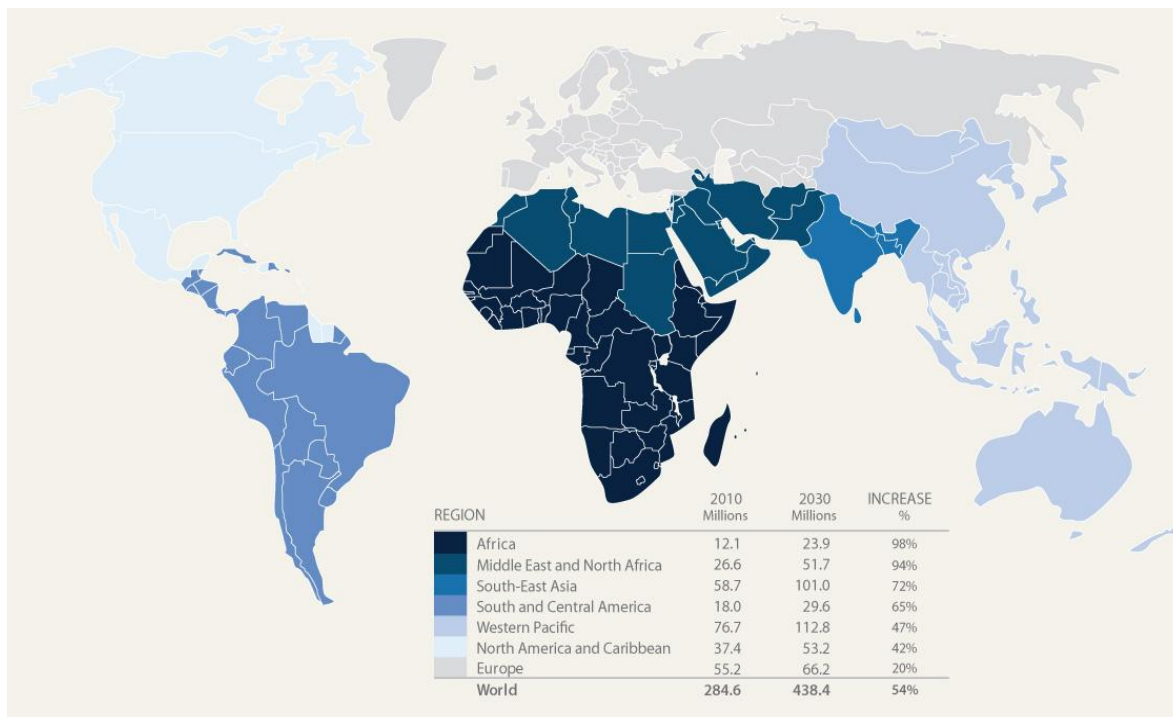 REGION 2010 Millions 2030 Millions INCREASE %
Africa 12.1 23.9 98%
Middle East and North Africa 26.6 51.7 94%
South-East Asia 58.7 101.0 72%
South and Central America 18.0 29.6 65%
Western Pacific 76.7 112.8 47%
North America and Caribbean 37.4 53.2 42%
Europe 55.2 66.2 20%
World 284.6 438.4 54%